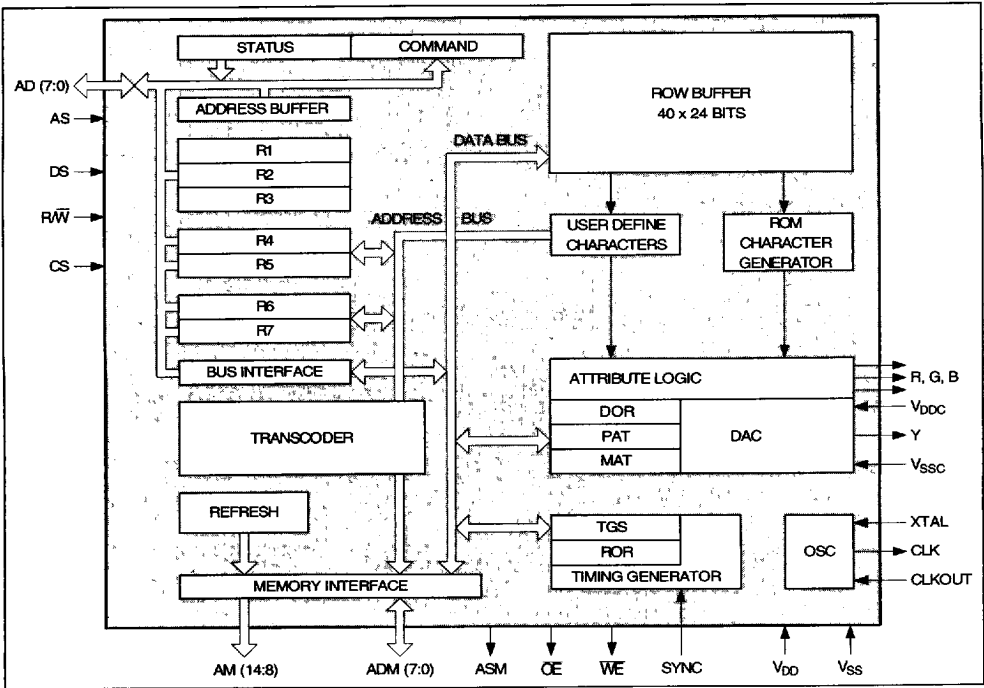 STATUS COMMAND
AD (7:0)
ADDRESS BUFFER
AS
R1
DS
R2
R3
R/W̅
R4
CS
R5
R6
R7
BUS INTERFACE
TRANSCODER
REFRESH
MEMORY INTERFACE
ROW BUFFER
40 x 24 BITS
DATA BUS
ADDRESS BUS
USER DEFINE
CHARACTERS
ROM
CHARACTER
GENERATOR
ATTRIBUTE LOGIC
DOR
PAT
MAT
DAC
R, G, B
VDDC
Y
VSSC
TGS
ROR
TIMING GENERATOR
OSC
XTAL
CLK
CLKOUT
AM (14:8)
ADM (7:0)
ASM
O̅E̅
W̅E̅
SYNC
VDD
VSS